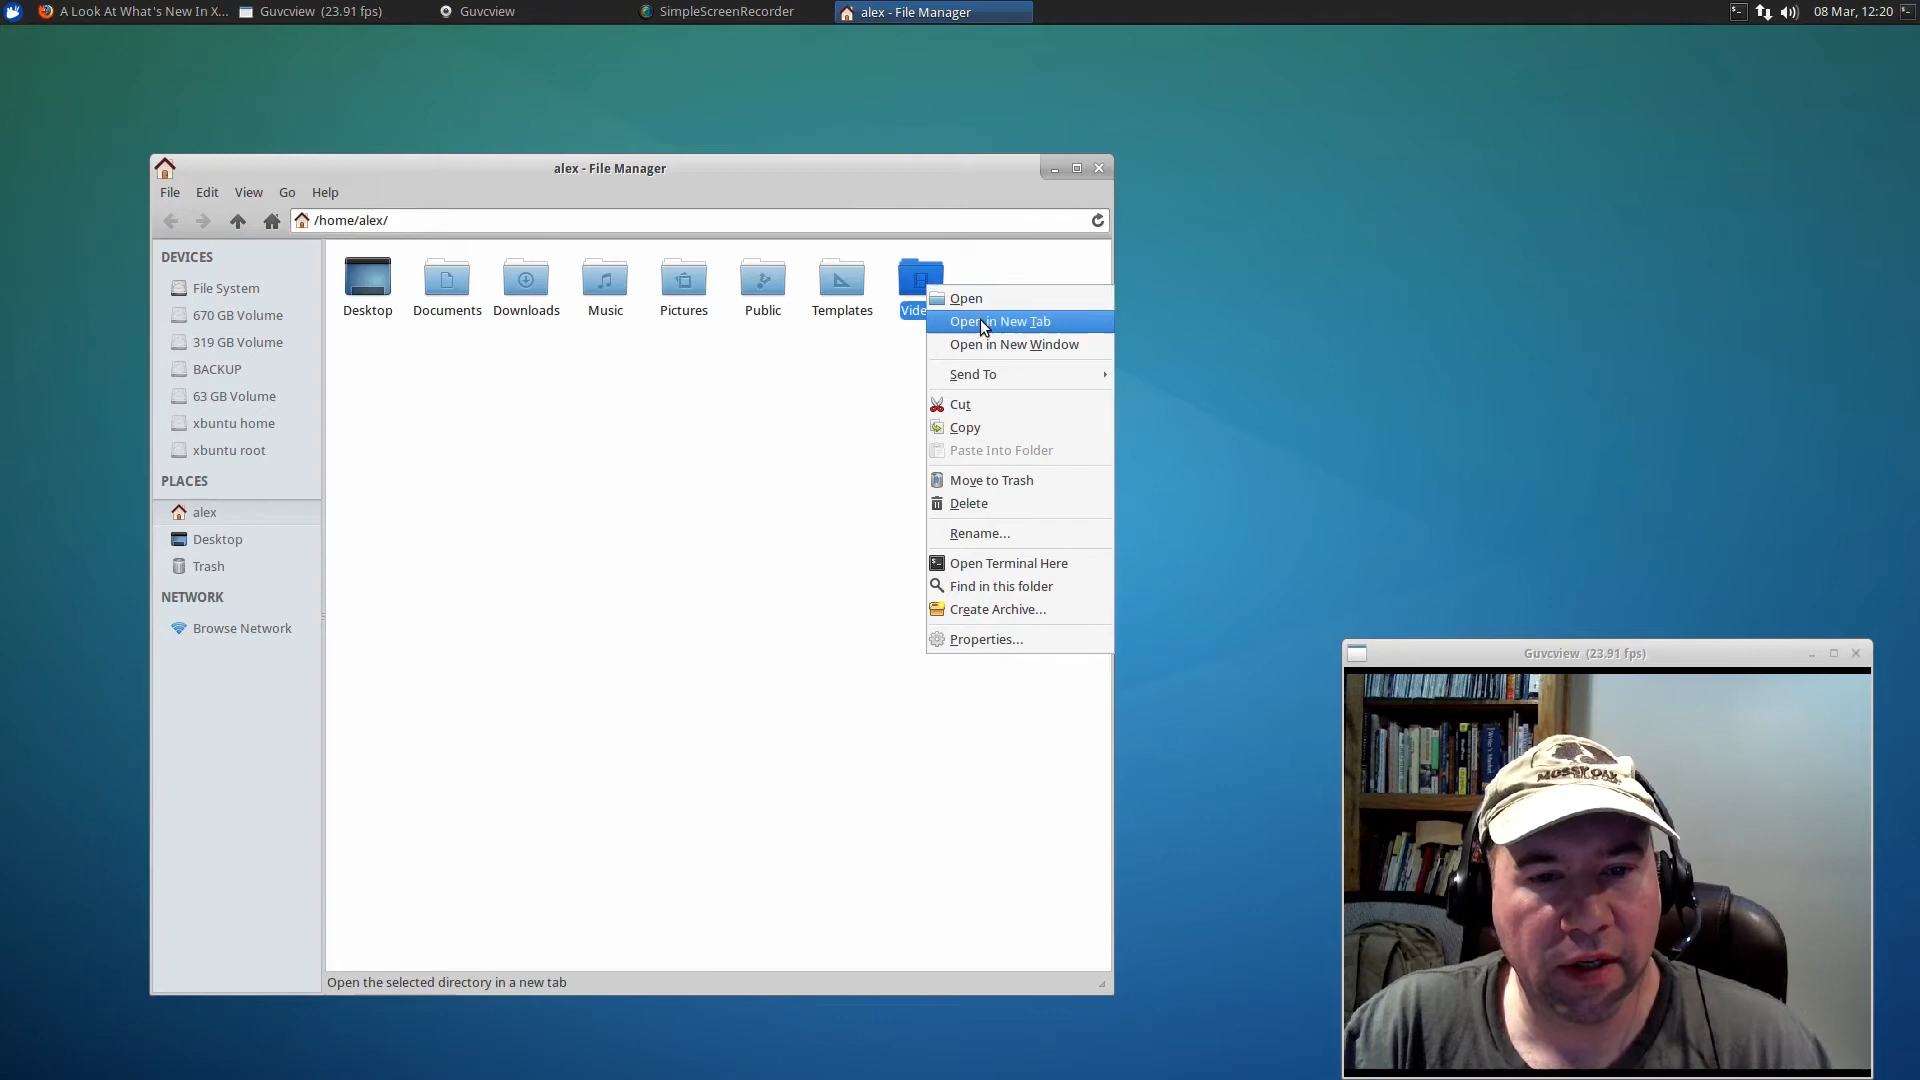 A Look At What's New In X...
Guvcview (23.91 fps)
Guvcview
SimpleScreenRecorder
alex - File Manager
08 Mar, 12:20
alex - File Manager
File Edit View Go Help
/home/alex/
DEVICES
File System
670 GB Volume
319 GB Volume
BACKUP
63 GB Volume
xbuntu home
xbuntu root
PLACES
alex
Desktop
Trash
NETWORK
Browse Network
Desktop Documents Downloads Music Pictures Public Templates
Open
Open in New Tab
Open in New Window
Send To
Cut
Copy
Paste Into Folder
Move to Trash
Delete
Rename...
Open Terminal Here
Find in this folder
Create Archive...
Properties...
Open the selected directory in a new tab
Guvcview (23.91 fps)
MOSSY OAK